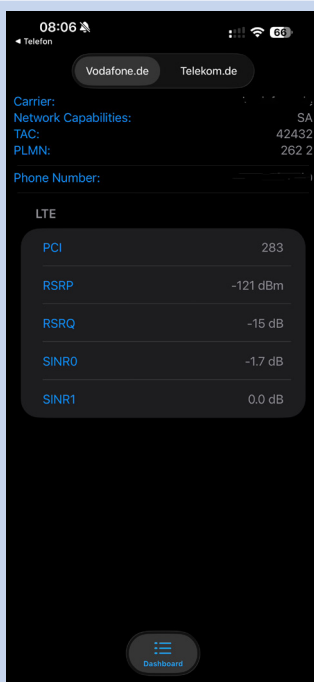 08:06
◀ Telefon
66
Vodafone.de Telekom.de
Carrier:
Network Capabilities: SA
TAC: 42432
PLMN: 262 2
Phone Number:
LTE
PCI 283
RSRP -121 dBm
RSRQ -15 dB
SINR0 -1.7 dB
SINR1 0.0 dB
Dashboard